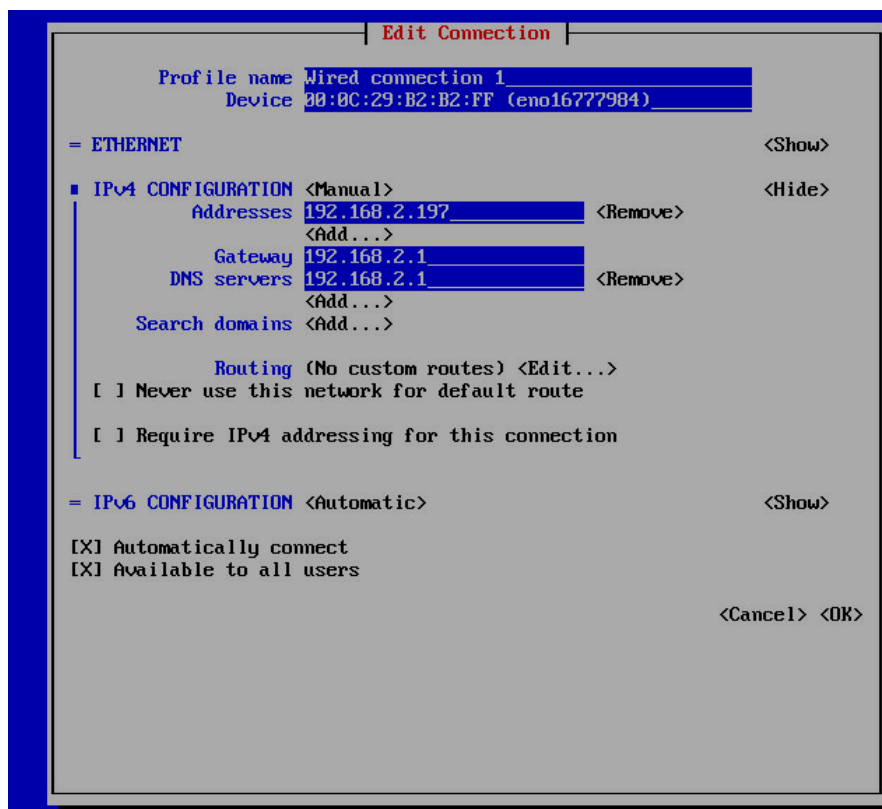 Edit Connection
Profile name Wired connection 1
Device 00:0C:29:B2:B2:FF (eno16777984)
= ETHERNET <Show>
IPv4 CONFIGURATION <Manual> <Hide>
Addresses 192.168.2.197 <Remove>
<Add...>
Gateway 192.168.2.1
DNS servers 192.168.2.1 <Remove>
<Add...>
Search domains <Add...>
Routing (No custom routes) <Edit...>
[ ] Never use this network for default route
[ ] Require IPv4 addressing for this connection
= IPv6 CONFIGURATION <Automatic> <Show>
[X] Automatically connect
[X] Available to all users
<Cancel> <OK>